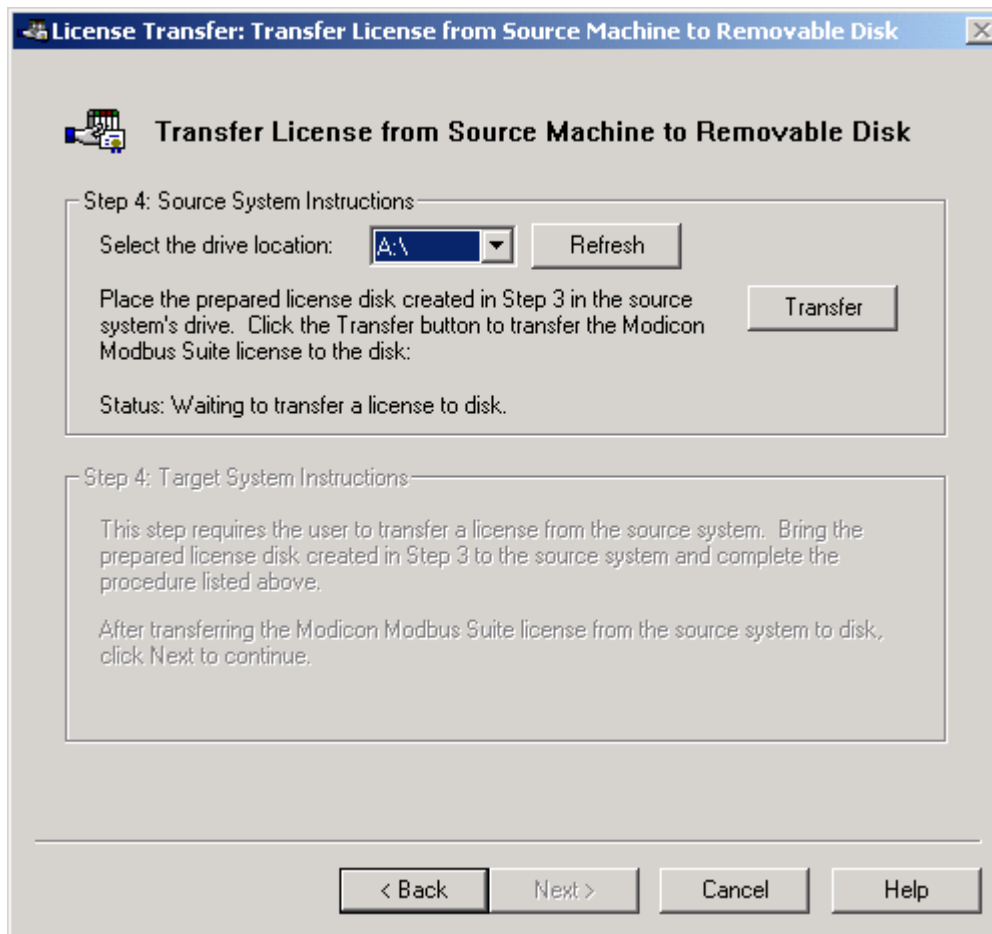 License Transfer: Transfer License from Source Machine to Removable Disk
Transfer License from Source Machine to Removable Disk
Step 4: Source System Instructions
Select the drive location: A:\ Refresh
Place the prepared license disk created in Step 3 in the source
system's drive. Click the Transfer button to transfer the Modicon
Modbus Suite license to the disk:
Transfer
Status: Waiting to transfer a license to disk.
Step 4: Target System Instructions
This step requires the user to transfer a license from the source system. Bring the
prepared license disk created in Step 3 to the source system and complete the
procedure listed above.
After transferring the Modicon Modbus Suite license from the source system to disk,
click Next to continue.
< Back Next > Cancel Help